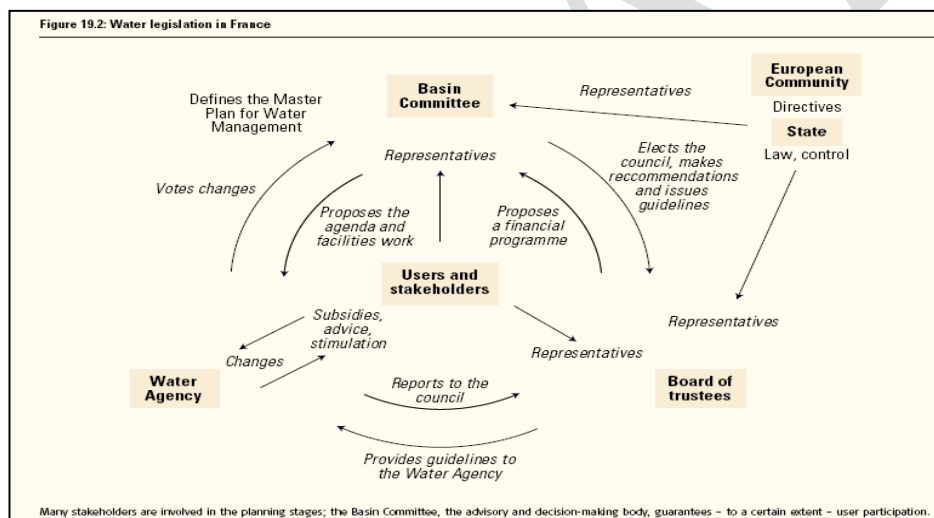 Figure 19.2: Water legislation in France
European
Community
Directives
State
Law, control
Basin
Committee
Representatives
Defines the Master
Plan for Water
Management
Representatives
Elects the
council, makes
reccommendations
and issues
guidelines
Votes changes
Proposes the
agenda and
facilities work
Proposes
a financial
programme
Users and
stakeholders
Subsidies,
advice,
stimulation
Changes
Representatives
Representatives
Water
Agency
Reports to the
council
Board of
trustees
Provides guidelines to
the Water Agency
Many stakeholders are involved in the planning stages; the Basin Committee, the advisory and decision-making body, guarantees – to a certain extent – user participation.